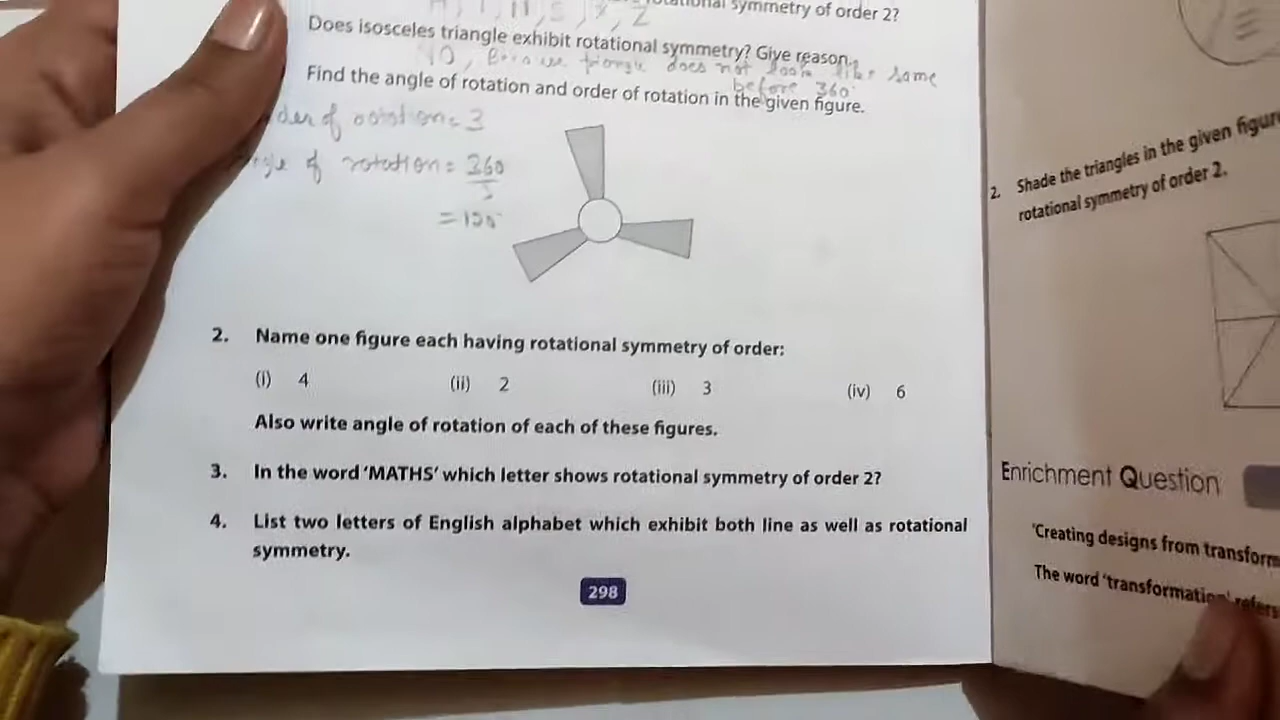 H, I, N, S, X, Z
rotational symmetry of order 2?
Does isosceles triangle exhibit rotational symmetry? Give reason.
NO, Because triangle does not look like same
before 360°
Find the angle of rotation and order of rotation in the given figure.
der of rotation = 3
gle of rotation = 360
3
= 120°
2. Name one figure each having rotational symmetry of order:
(i) 4 (ii) 2 (iii) 3 (iv) 6
Also write angle of rotation of each of these figures.
3. In the word 'MATHS' which letter shows rotational symmetry of order 2?
4. List two letters of English alphabet which exhibit both line as well as rotational
symmetry.
298
2. Shade the triangles in the given figur
rotational symmetry of order 2.
Enrichment Question
'Creating designs from transform
The word 'transformation' refers